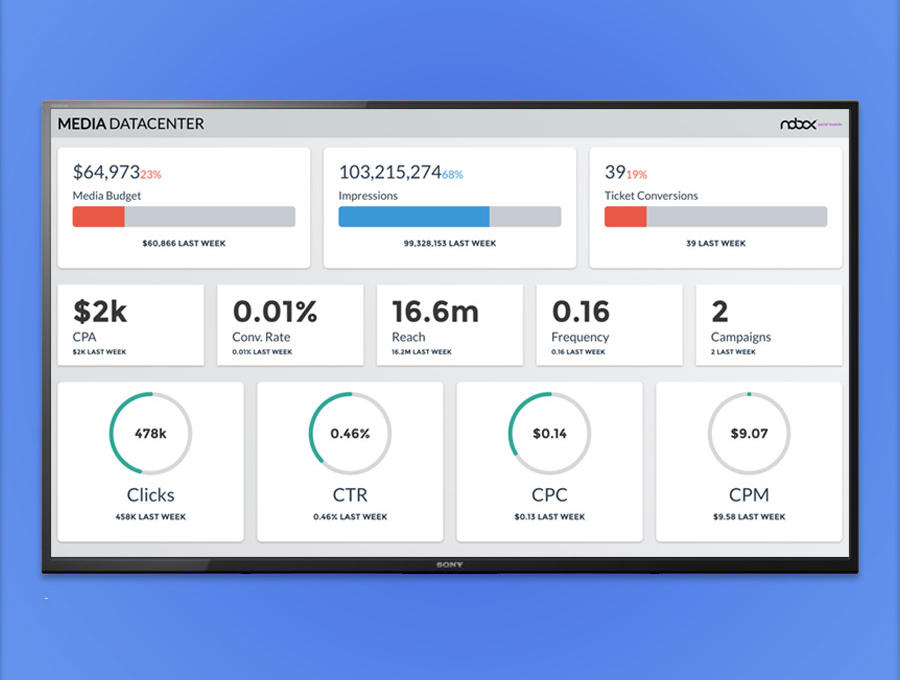 MEDIA DATACENTER
nobox
$64,973 23%
Media Budget
$60,866 LAST WEEK
103,215,274 68%
Impressions
99,328,153 LAST WEEK
39 19%
Ticket Conversions
39 LAST WEEK
$2k
CPA
$2K LAST WEEK
0.01%
Conv. Rate
0.01% LAST WEEK
16.6m
Reach
16.2M LAST WEEK
0.16
Frequency
0.16 LAST WEEK
2
Campaigns
2 LAST WEEK
478k
Clicks
458K LAST WEEK
0.46%
CTR
0.46% LAST WEEK
$0.14
CPC
$0.13 LAST WEEK
$9.07
CPM
$9.58 LAST WEEK
SONY